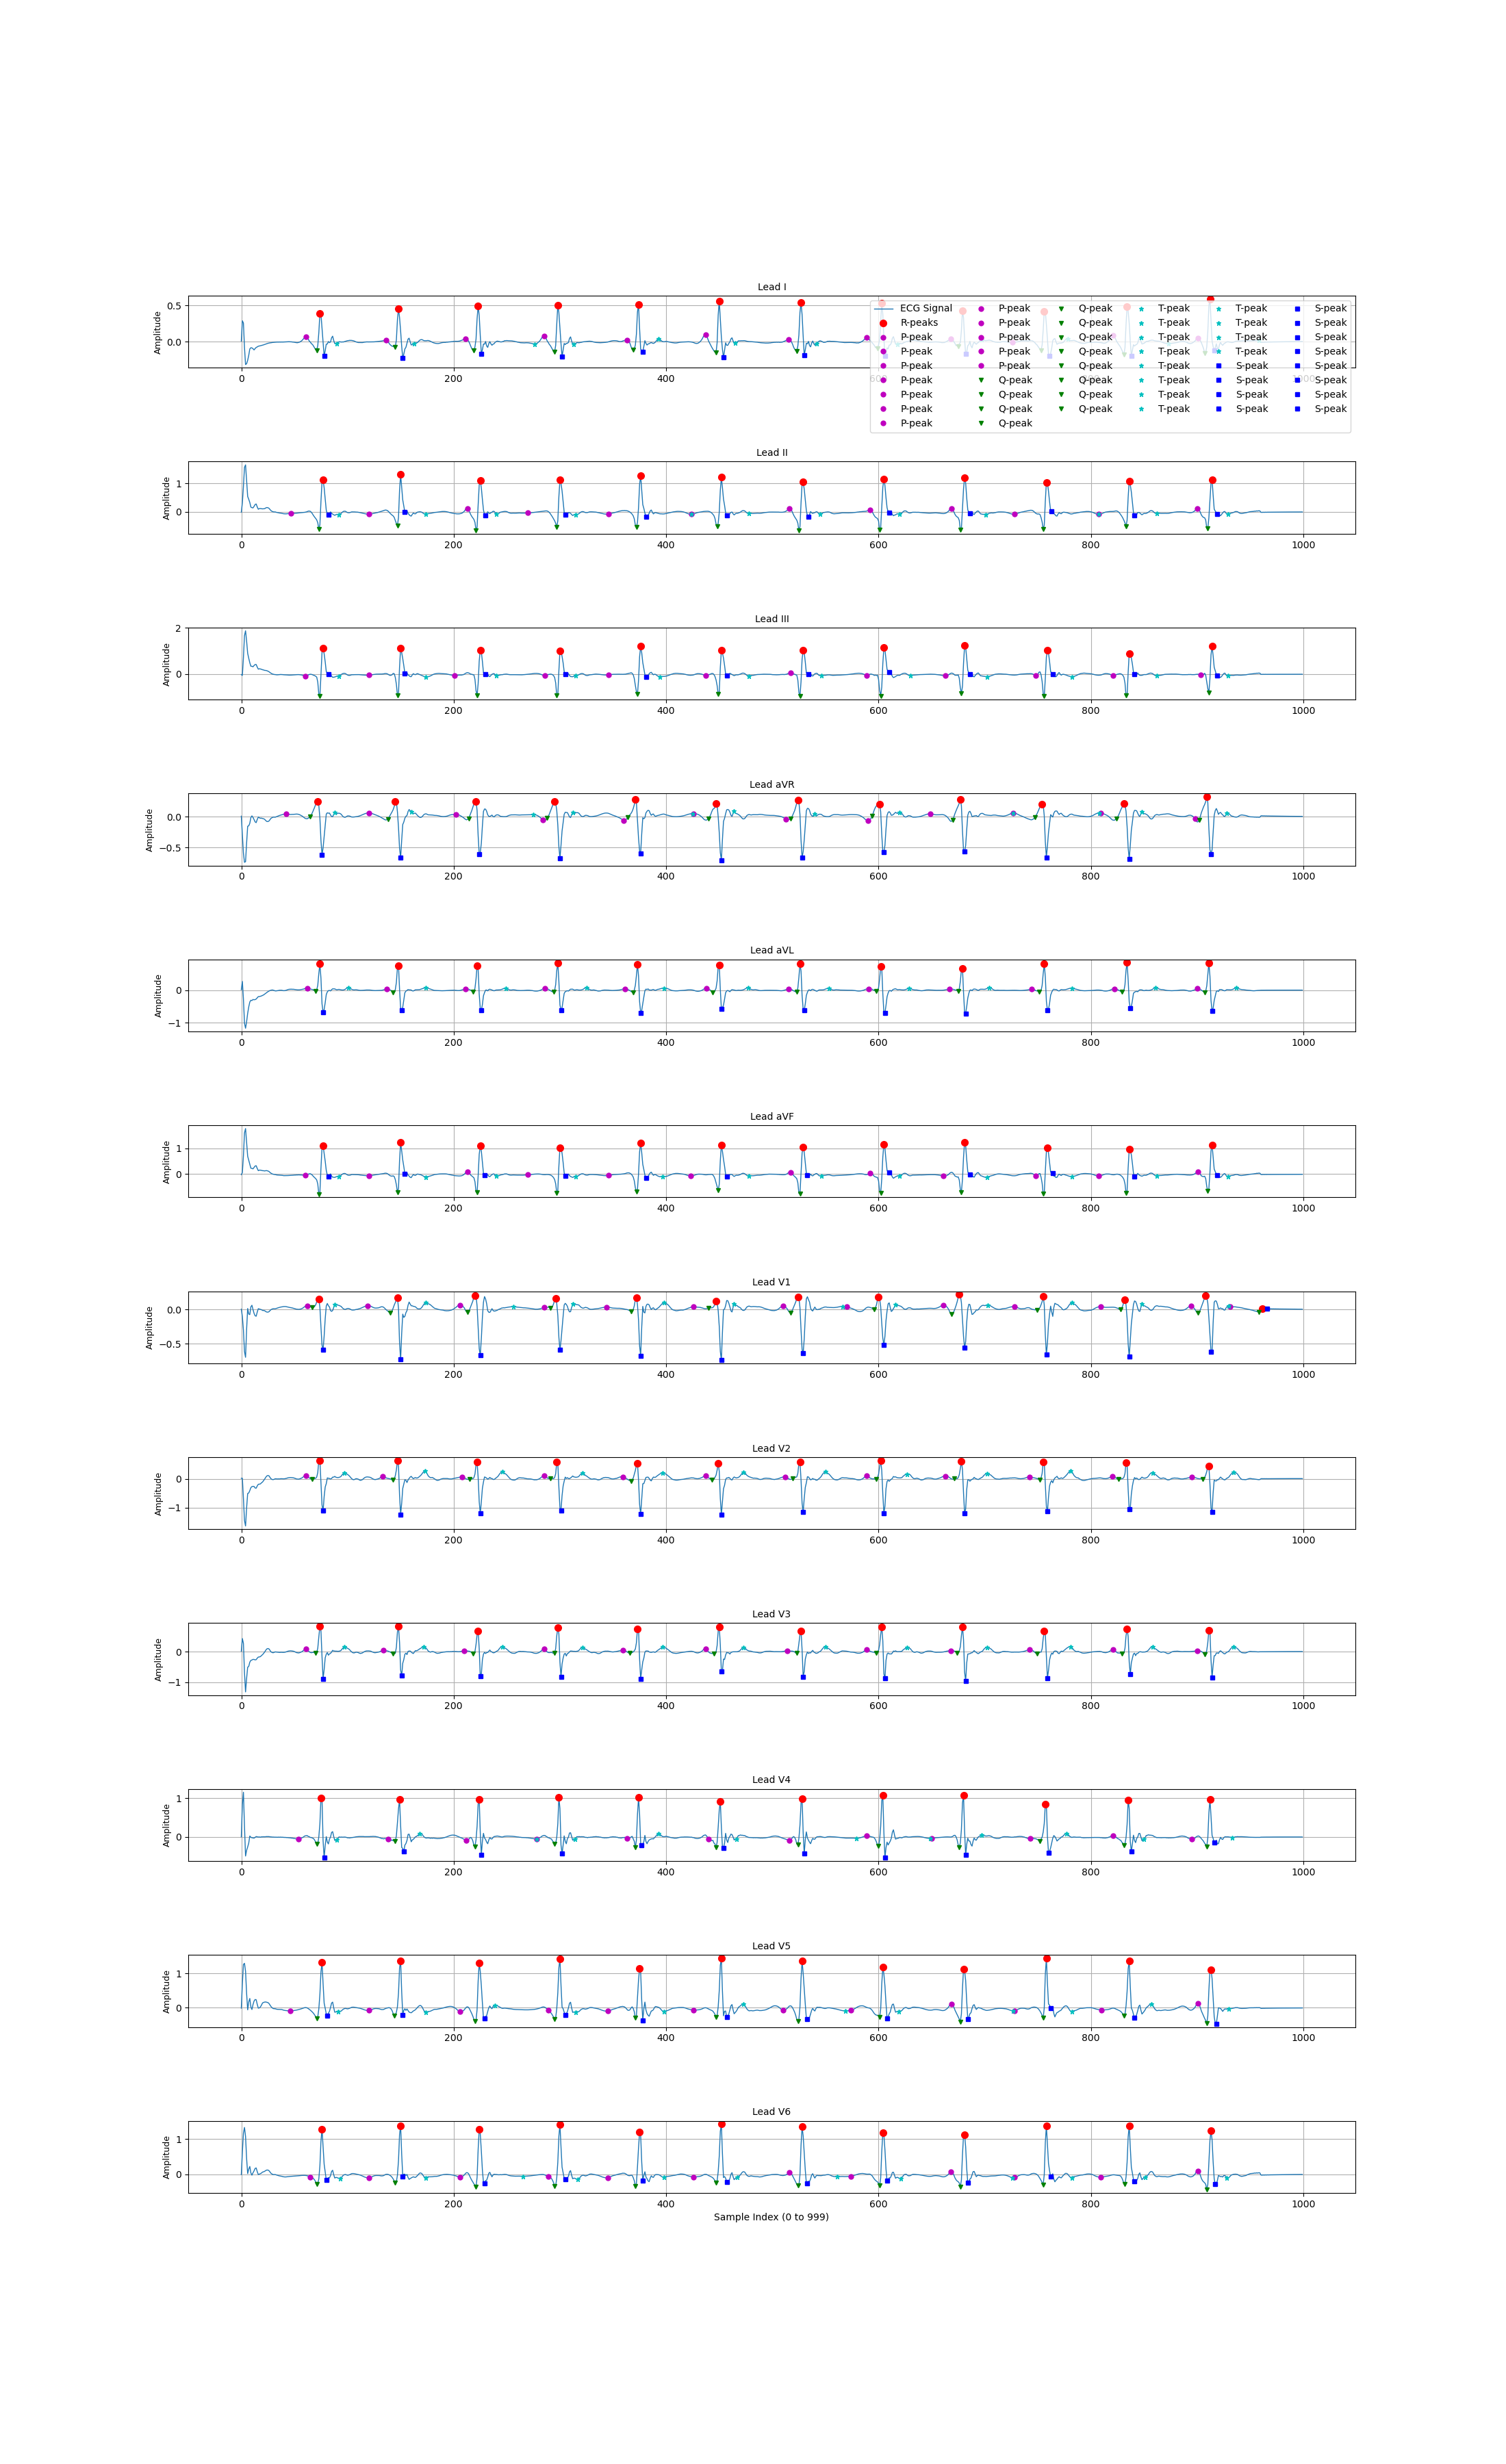 Lead I
Amplitude
0.5
0.0
0 200 400 600 800 1000
ECG Signal P-peak Q-peak T-peak T-peak S-peak
R-peaks P-peak Q-peak T-peak T-peak S-peak
P-peak P-peak Q-peak T-peak T-peak S-peak
P-peak P-peak Q-peak T-peak T-peak S-peak
P-peak P-peak Q-peak T-peak S-peak S-peak
P-peak Q-peak Q-peak T-peak S-peak S-peak
P-peak Q-peak Q-peak T-peak S-peak S-peak
P-peak Q-peak Q-peak T-peak S-peak S-peak
P-peak Q-peak
Lead II
Amplitude
1
0
0 200 400 600 800 1000
Lead III
Amplitude
2
0
0 200 400 600 800 1000
Lead aVR
Amplitude
0.0
−0.5
0 200 400 600 800 1000
Lead aVL
Amplitude
0
−1
0 200 400 600 800 1000
Lead aVF
Amplitude
1
0
0 200 400 600 800 1000
Lead V1
Amplitude
0.0
−0.5
0 200 400 600 800 1000
Lead V2
Amplitude
0
−1
0 200 400 600 800 1000
Lead V3
Amplitude
0
−1
0 200 400 600 800 1000
Lead V4
Amplitude
1
0
0 200 400 600 800 1000
Lead V5
Amplitude
1
0
0 200 400 600 800 1000
Lead V6
Amplitude
1
0
0 200 400 600 800 1000
Sample Index (0 to 999)